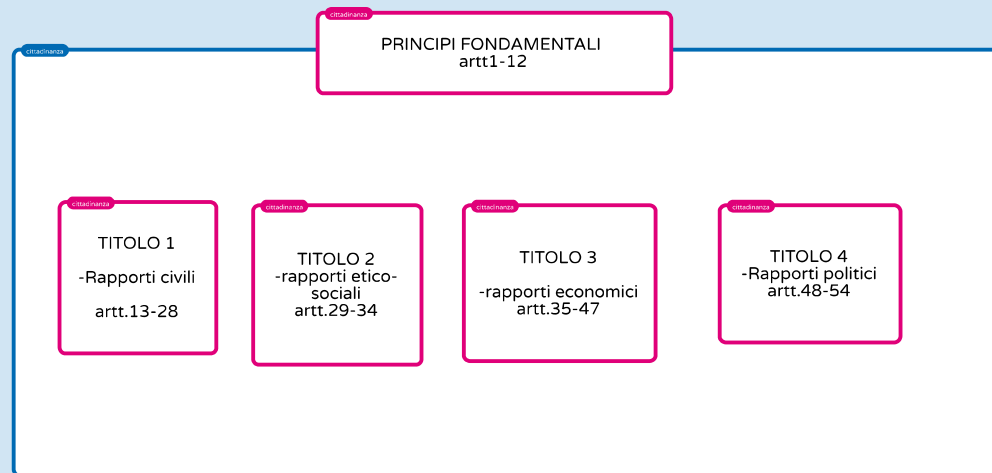 cittadinanza
PRINCIPI FONDAMENTALI
artt1-12
cittadinanza
cittadinanza
TITOLO 1
-Rapporti civili
artt.13-28
cittadinanza
TITOLO 2
-rapporti etico-
sociali
artt.29-34
cittadinanza
TITOLO 3
-rapporti economici
artt.35-47
cittadinanza
TITOLO 4
-Rapporti politici
artt.48-54